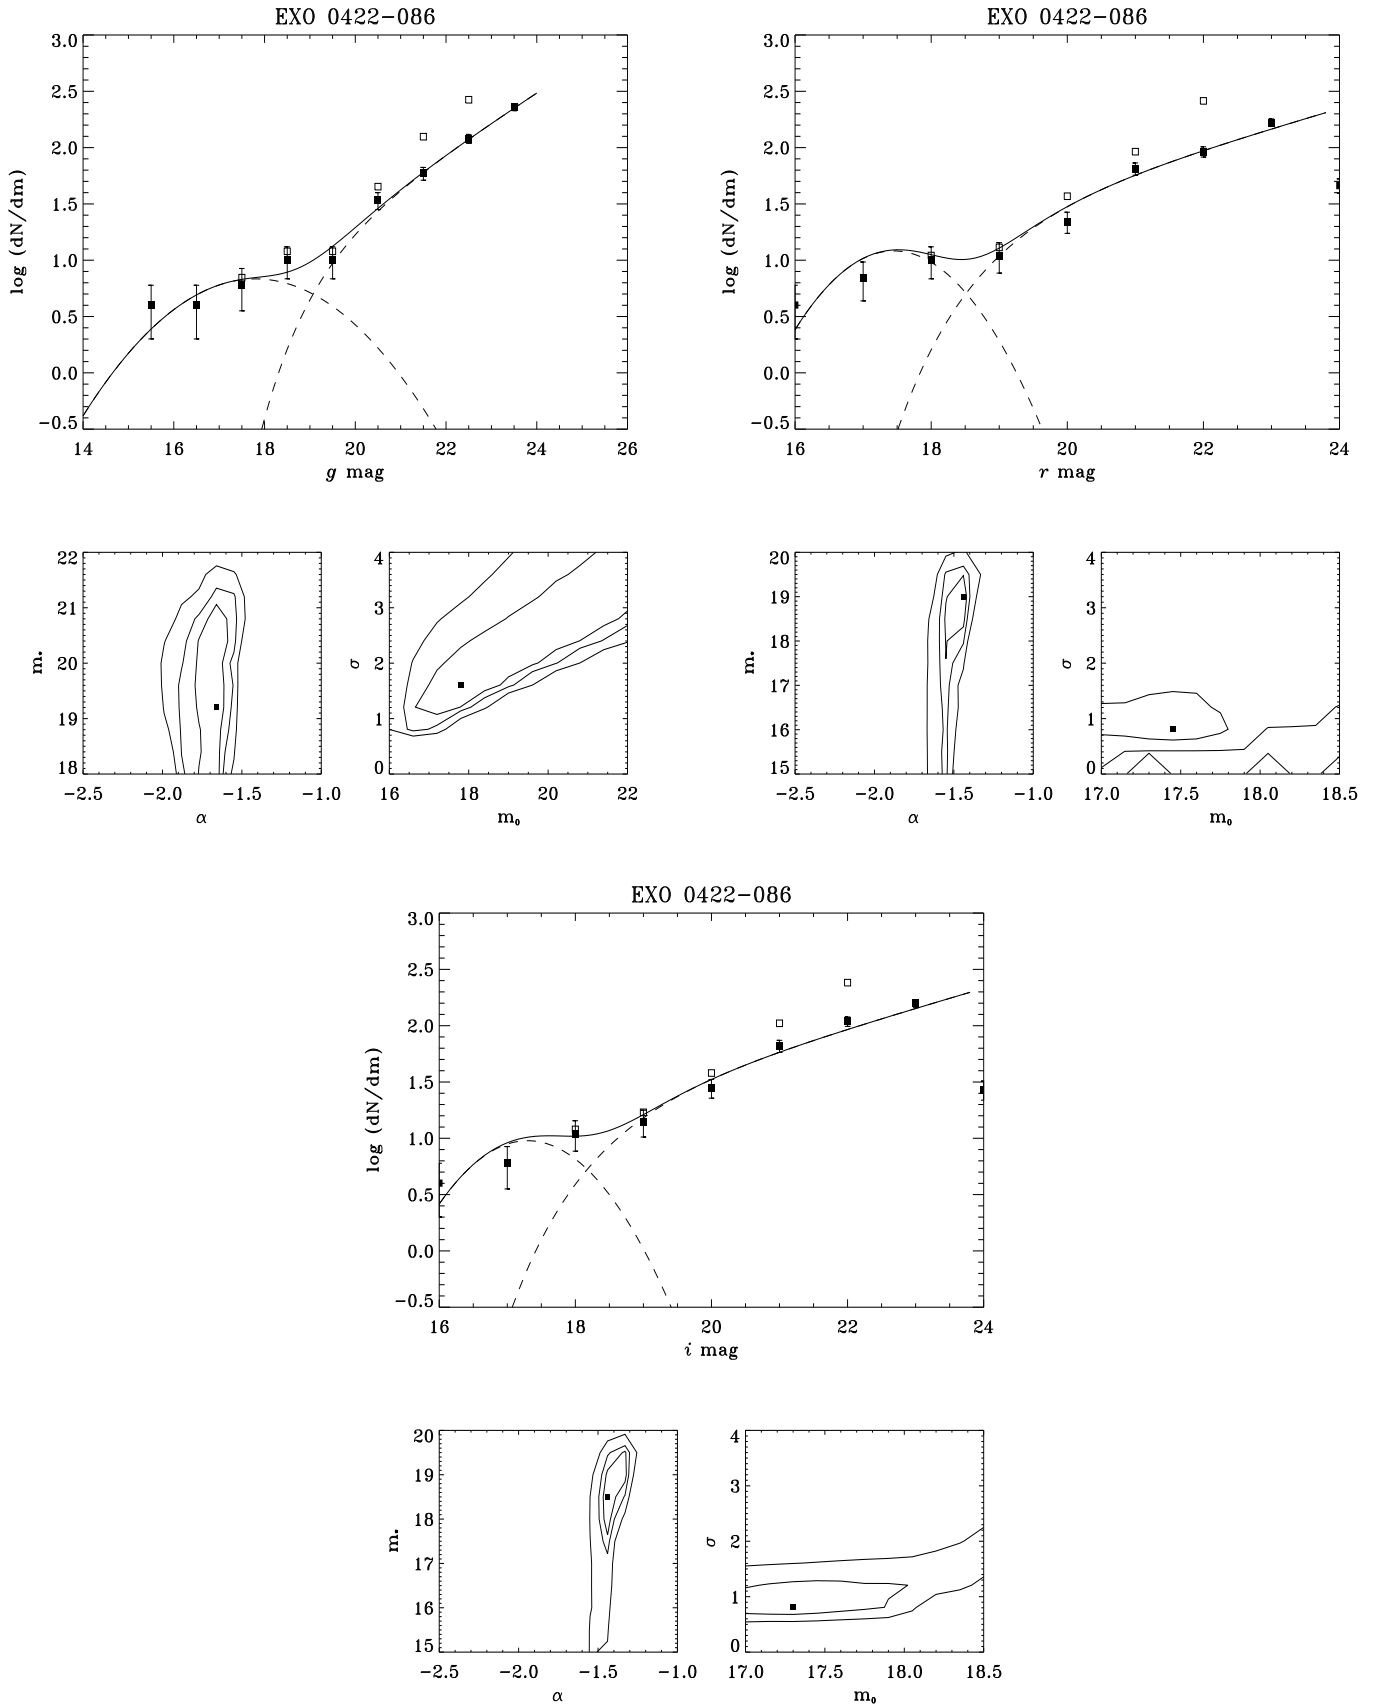 EXO 0422-086
EXO 0422-086
3.0
2.5
2.0
1.5
1.0
0.5
0.0
-0.5
log (dN/dm)
14 16 18 20 22 24 26
g mag
3.0
2.5
2.0
1.5
1.0
0.5
0.0
-0.5
log (dN/dm)
16 18 20 22 24
r mag
22
21
20
19
18
m*
-2.5 -2.0 -1.5 -1.0
α
4
3
2
1
0
σ
16 18 20 22
m₀
20
19
18
17
16
15
m*
-2.5 -2.0 -1.5 -1.0
α
4
3
2
1
0
σ
17.0 17.5 18.0 18.5
m₀
EXO 0422-086
3.0
2.5
2.0
1.5
1.0
0.5
0.0
-0.5
log (dN/dm)
16 18 20 22 24
i mag
20
19
18
17
16
15
m*
-2.5 -2.0 -1.5 -1.0
α
4
3
2
1
0
σ
17.0 17.5 18.0 18.5
m₀